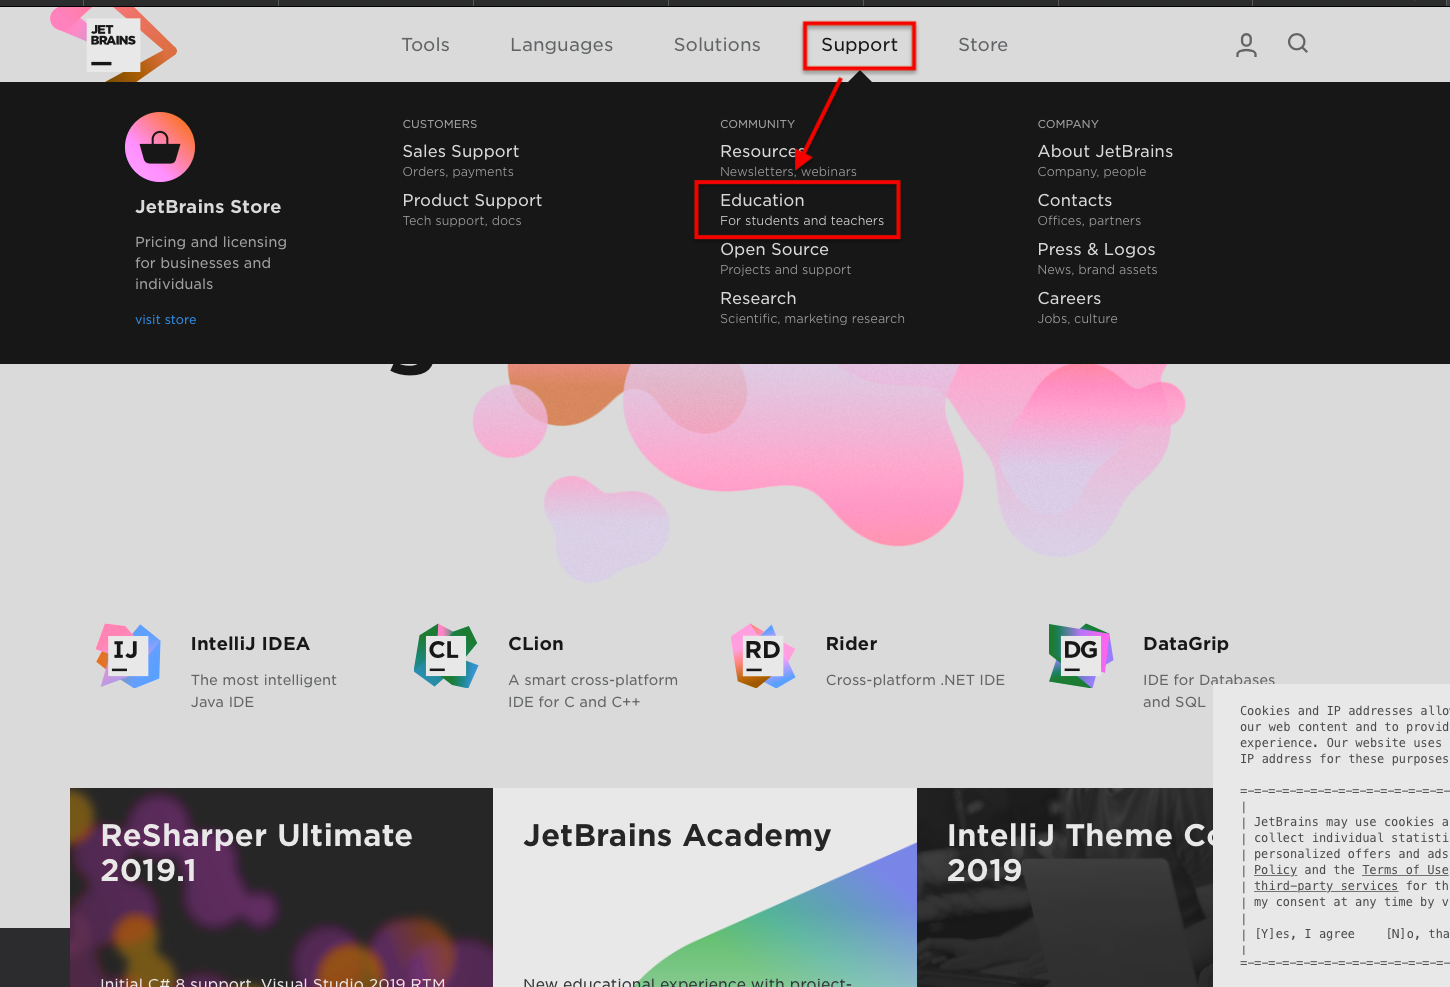 JET
BRAINS
Tools
Languages
Solutions
Support
Store
JetBrains Store
Pricing and licensing
for businesses and
individuals
visit store
CUSTOMERS
Sales Support
Orders, payments
Product Support
Tech support, docs
COMMUNITY
Resources
Newsletters, webinars
Education
For students and teachers
Open Source
Projects and support
Research
Scientific, marketing research
COMPANY
About JetBrains
Company, people
Contacts
Offices, partners
Press & Logos
News, brand assets
Careers
Jobs, culture
IJ
IntelliJ IDEA
The most intelligent
Java IDE
CL
CLion
A smart cross-platform
IDE for C and C++
RD
Rider
Cross-platform .NET IDE
DG
DataGrip
IDE for Databases
and SQL
ReSharper Ultimate
2019.1
Initial C# 8 support, Visual Studio 2019 RTM
JetBrains Academy
New educational experience with project-
IntelliJ Theme
2019
Cookies and IP addresses
our web content and to
experience. Our website uses
IP address for these purposes
JetBrains may use cookies
collect individual
personalized offers and ads
Policy and the Terms of Use
third-party services for
my consent at any time by
[Y]es, I agree [N]o,